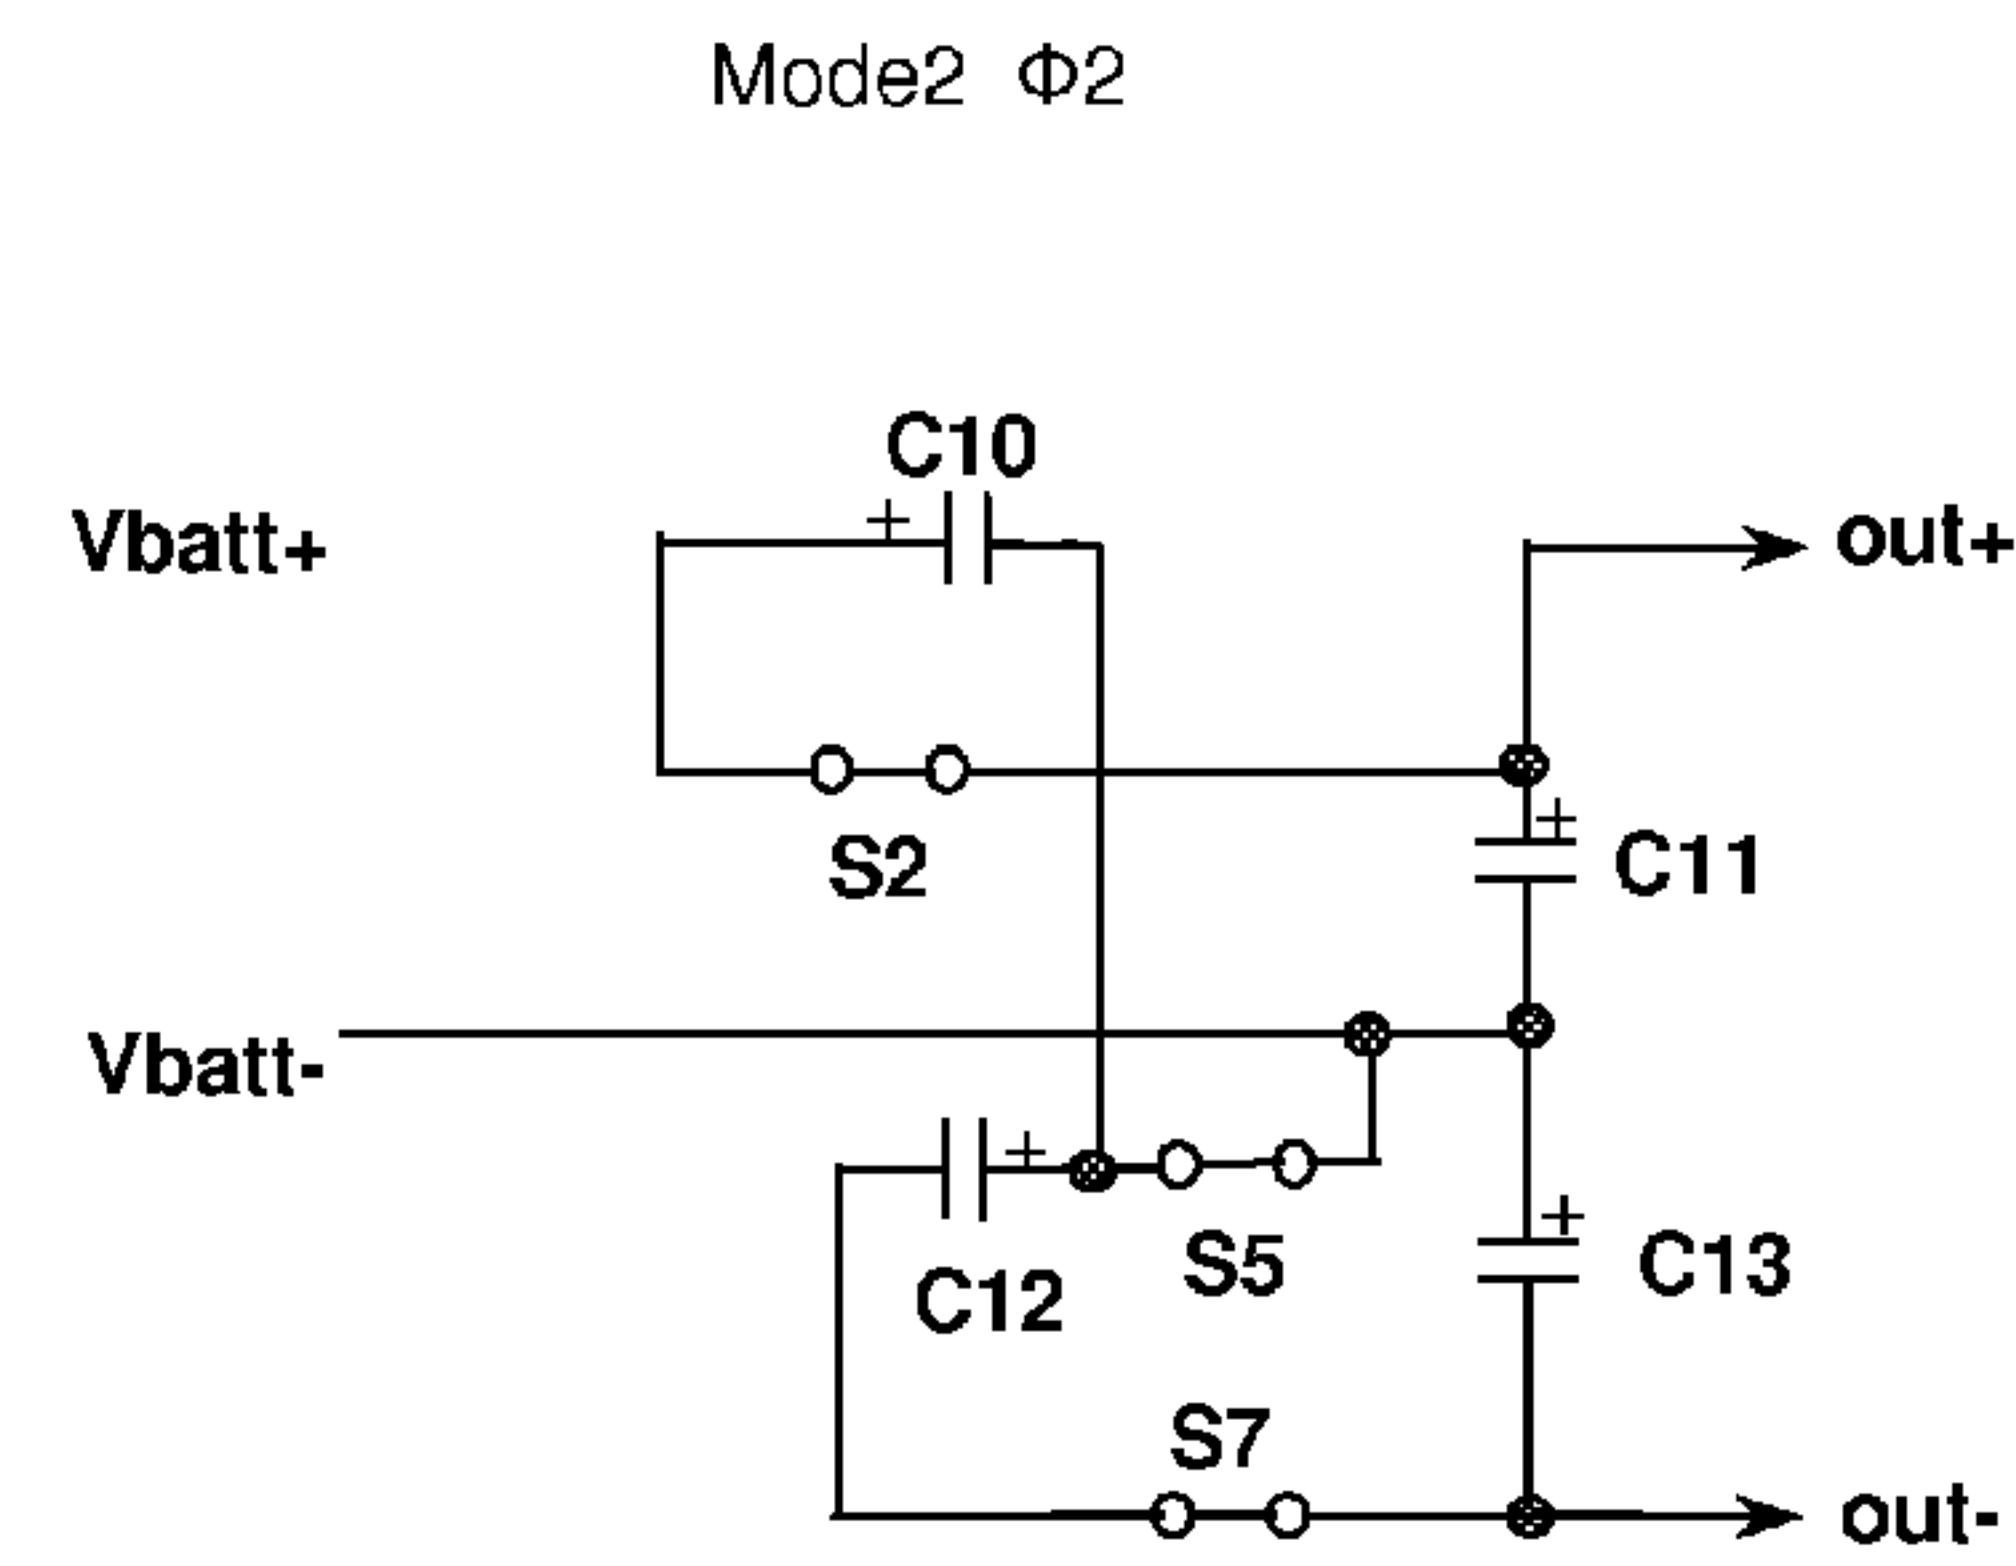 Mode2 Φ2
C10
+
Vbatt+
out+
S2
+
C11
Vbatt-
+
C12
S5
+
C13
S7
out-